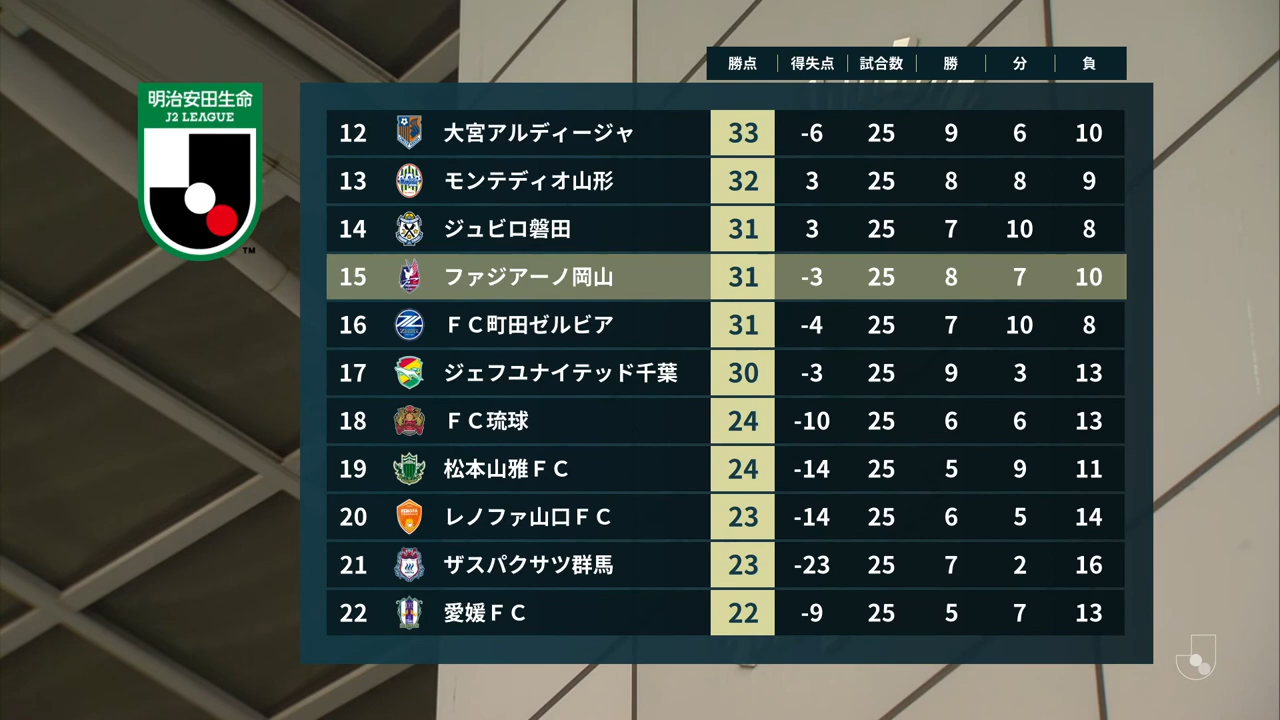 勝点 得失点 試合数 勝 分 負
明治安田生命
J2 LEAGUE
TM
12 大宮アルディージャ 33 -6 25 9 6 10
13 モンテディオ山形 32 3 25 8 8 9
14 ジュビロ磐田 31 3 25 7 10 8
15 ファジアーノ岡山 31 -3 25 8 7 10
16 ＦＣ町田ゼルビア 31 -4 25 7 10 8
17 ジェフユナイテッド千葉 30 -3 25 9 3 13
18 ＦＣ琉球 24 -10 25 6 6 13
19 松本山雅ＦＣ 24 -14 25 5 9 11
20 レノファ山口ＦＣ 23 -14 25 6 5 14
21 ザスパクサツ群馬 23 -23 25 7 2 16
22 愛媛ＦＣ 22 -9 25 5 7 13